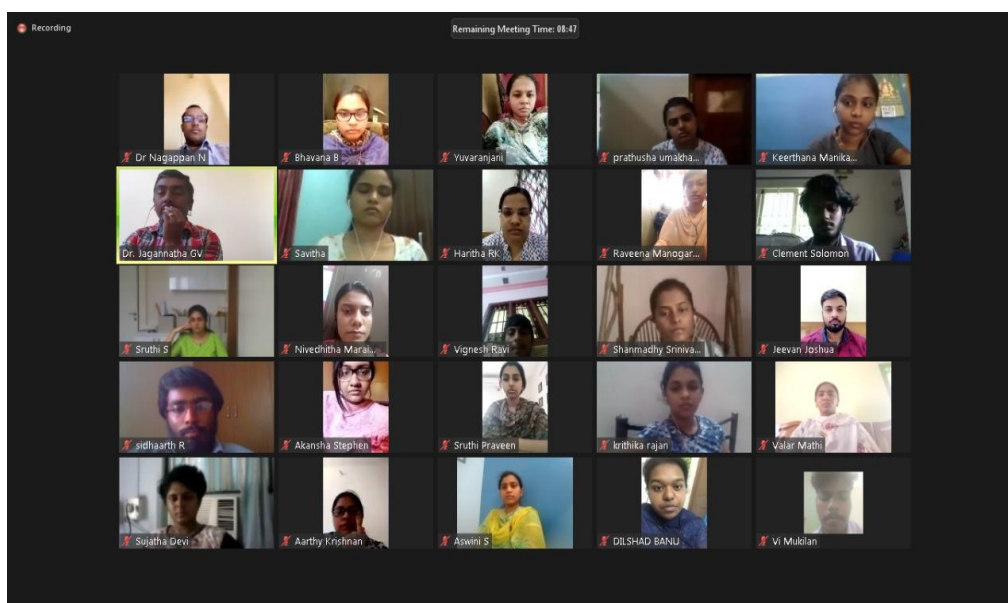 Recording
Remaining Meeting Time: 08:47
Dr Nagappan N
Bhavana B
Yuvaranjani
prathusha umakha...
Keerthana Manika...
Dr. Jagannatha GV
Savitha
Haritha RK
Raveena Manogar...
Clement Solomon
Sruthi S
Nivedhitha Marai...
Vignesh Ravi
Shanmadhy Sriniva...
Jeevan Joshua
sidhaarth R
Akansha Stephen
Sruthi Praveen
krithika rajan
Valar Mathi
Sujatha Devi
Aarthy Krishnan
Aswini S
DILSHAD BANU
Vi Mukilan